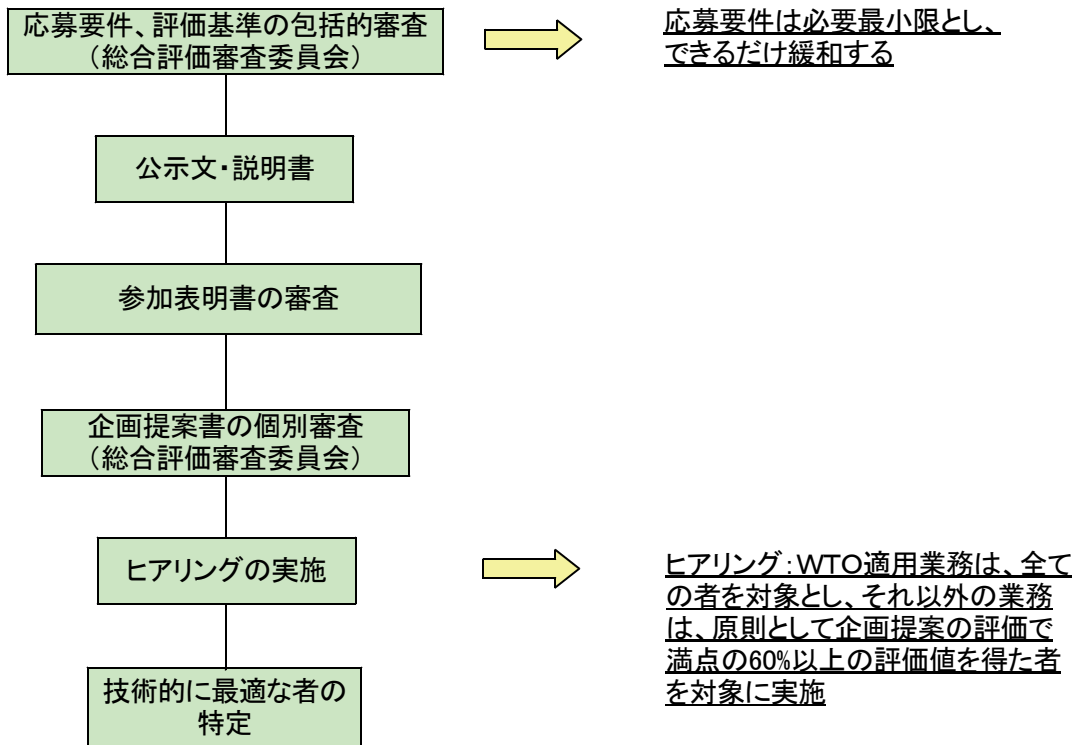 応募要件、評価基準の包括的審査
（総合評価審査委員会）
応募要件は必要最小限とし、
できるだけ緩和する
公示文・説明書
参加表明書の審査
企画提案書の個別審査
（総合評価審査委員会）
ヒアリングの実施
ヒアリング：ＷＴＯ適用業務は、全て
の者を対象とし、それ以外の業務
は、原則として企画提案の評価で
満点の60%以上の評価値を得た者
を対象に実施
技術的に最適な者の
特定